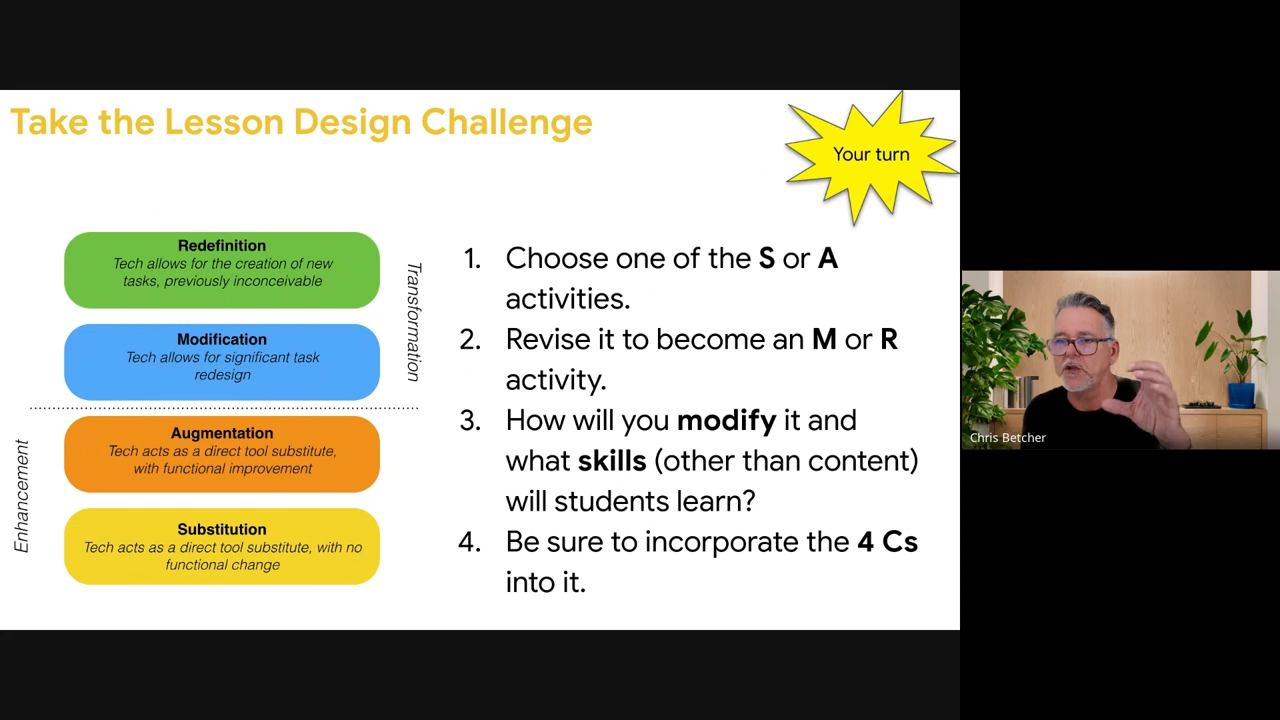 Take the Lesson Design Challenge
Your turn
Redefinition
Tech allows for the creation of new
tasks, previously inconceivable
Modification
Tech allows for significant task
redesign
Transformation
Augmentation
Tech acts as a direct tool substitute,
with functional improvement
Substitution
Tech acts as a direct tool substitute, with no
functional change
Enhancement
1. Choose one of the S or A
activities.
2. Revise it to become an M or R
activity.
3. How will you modify it and
what skills (other than content)
will students learn?
4. Be sure to incorporate the 4 Cs
into it.
Chris Betcher